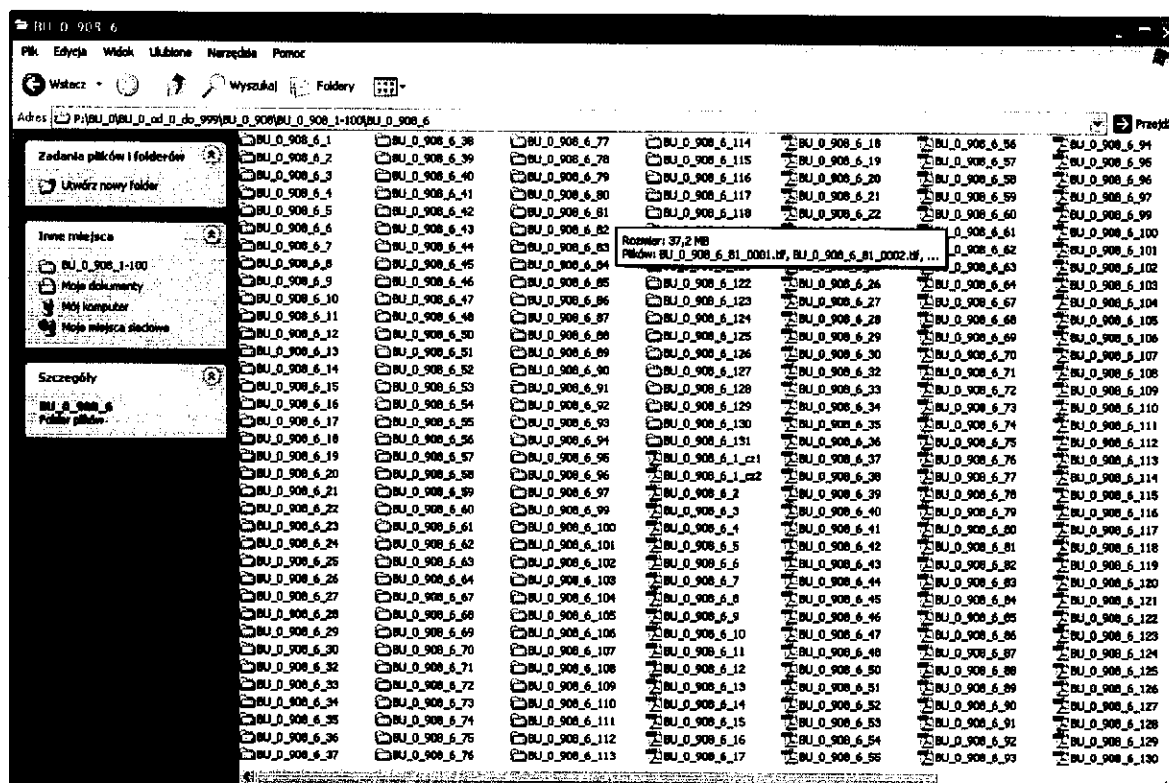 BU_0_908_6
Plik Edycja Widok Ulubione Narzędzia Pomoc
Wstecz Wyszukaj Foldery
Adres P:\BU_0\BU_0_od_0_do_999\BU_0_908\BU_0_908_1-100\BU_0_908_6 Przejdź
Zadania plików i folderów
Utwórz nowy folder
Inne miejsca
BU_0_908_1-100
Moje dokumenty
Mój komputer
Moje miejsca sieciowe
Szczegóły
BU_0_908_6
Folder plików
BU_0_908_6_1
BU_0_908_6_2
BU_0_908_6_3
BU_0_908_6_4
BU_0_908_6_5
BU_0_908_6_6
BU_0_908_6_7
BU_0_908_6_8
BU_0_908_6_9
BU_0_908_6_10
BU_0_908_6_11
BU_0_908_6_12
BU_0_908_6_13
BU_0_908_6_14
BU_0_908_6_15
BU_0_908_6_16
BU_0_908_6_17
BU_0_908_6_18
BU_0_908_6_19
BU_0_908_6_20
BU_0_908_6_21
BU_0_908_6_22
BU_0_908_6_23
BU_0_908_6_24
BU_0_908_6_25
BU_0_908_6_26
BU_0_908_6_27
BU_0_908_6_28
BU_0_908_6_29
BU_0_908_6_30
BU_0_908_6_32
BU_0_908_6_33
BU_0_908_6_34
BU_0_908_6_35
BU_0_908_6_36
BU_0_908_6_37
BU_0_908_6_38
BU_0_908_6_39
BU_0_908_6_40
BU_0_908_6_41
BU_0_908_6_42
BU_0_908_6_43
BU_0_908_6_44
BU_0_908_6_45
BU_0_908_6_46
BU_0_908_6_47
BU_0_908_6_48
BU_0_908_6_50
BU_0_908_6_51
BU_0_908_6_52
BU_0_908_6_53
BU_0_908_6_54
BU_0_908_6_55
BU_0_908_6_56
BU_0_908_6_57
BU_0_908_6_58
BU_0_908_6_59
BU_0_908_6_60
BU_0_908_6_61
BU_0_908_6_62
BU_0_908_6_63
BU_0_908_6_64
BU_0_908_6_67
BU_0_908_6_68
BU_0_908_6_69
BU_0_908_6_70
BU_0_908_6_71
BU_0_908_6_72
BU_0_908_6_73
BU_0_908_6_74
BU_0_908_6_75
BU_0_908_6_76
BU_0_908_6_77
BU_0_908_6_78
BU_0_908_6_79
BU_0_908_6_80
BU_0_908_6_81
BU_0_908_6_82
BU_0_908_6_83
BU_0_908_6_84
BU_0_908_6_85
BU_0_908_6_86
BU_0_908_6_87
BU_0_908_6_88
BU_0_908_6_89
BU_0_908_6_90
BU_0_908_6_91
BU_0_908_6_92
BU_0_908_6_93
BU_0_908_6_94
BU_0_908_6_95
BU_0_908_6_96
BU_0_908_6_97
BU_0_908_6_99
BU_0_908_6_100
BU_0_908_6_101
BU_0_908_6_102
BU_0_908_6_103
BU_0_908_6_104
BU_0_908_6_105
BU_0_908_6_106
BU_0_908_6_107
BU_0_908_6_108
BU_0_908_6_109
BU_0_908_6_110
BU_0_908_6_111
BU_0_908_6_112
BU_0_908_6_113
BU_0_908_6_114
BU_0_908_6_115
BU_0_908_6_116
BU_0_908_6_117
BU_0_908_6_118
Rozmiar: 37,2 MB
Plików: BU_0_908_6_81_0001.tif, BU_0_908_6_81_0002.tif, ...
BU_0_908_6_122
BU_0_908_6_123
BU_0_908_6_124
BU_0_908_6_125
BU_0_908_6_126
BU_0_908_6_127
BU_0_908_6_128
BU_0_908_6_129
BU_0_908_6_130
BU_0_908_6_131
BU_0_908_6_1_cz1
BU_0_908_6_1_cz2
BU_0_908_6_2
BU_0_908_6_3
BU_0_908_6_4
BU_0_908_6_5
BU_0_908_6_6
BU_0_908_6_7
BU_0_908_6_8
BU_0_908_6_9
BU_0_908_6_10
BU_0_908_6_11
BU_0_908_6_12
BU_0_908_6_13
BU_0_908_6_14
BU_0_908_6_15
BU_0_908_6_16
BU_0_908_6_17
BU_0_908_6_18
BU_0_908_6_19
BU_0_908_6_20
BU_0_908_6_21
BU_0_908_6_22
BU_0_908_6_26
BU_0_908_6_27
BU_0_908_6_28
BU_0_908_6_29
BU_0_908_6_30
BU_0_908_6_32
BU_0_908_6_33
BU_0_908_6_34
BU_0_908_6_35
BU_0_908_6_36
BU_0_908_6_37
BU_0_908_6_38
BU_0_908_6_39
BU_0_908_6_40
BU_0_908_6_41
BU_0_908_6_42
BU_0_908_6_43
BU_0_908_6_44
BU_0_908_6_45
BU_0_908_6_46
BU_0_908_6_47
BU_0_908_6_48
BU_0_908_6_50
BU_0_908_6_51
BU_0_908_6_52
BU_0_908_6_53
BU_0_908_6_54
BU_0_908_6_55
BU_0_908_6_56
BU_0_908_6_57
BU_0_908_6_58
BU_0_908_6_59
BU_0_908_6_60
BU_0_908_6_61
BU_0_908_6_62
BU_0_908_6_63
BU_0_908_6_64
BU_0_908_6_67
BU_0_908_6_68
BU_0_908_6_69
BU_0_908_6_70
BU_0_908_6_71
BU_0_908_6_72
BU_0_908_6_73
BU_0_908_6_74
BU_0_908_6_75
BU_0_908_6_76
BU_0_908_6_77
BU_0_908_6_78
BU_0_908_6_79
BU_0_908_6_80
BU_0_908_6_81
BU_0_908_6_82
BU_0_908_6_83
BU_0_908_6_84
BU_0_908_6_85
BU_0_908_6_86
BU_0_908_6_87
BU_0_908_6_88
BU_0_908_6_89
BU_0_908_6_90
BU_0_908_6_91
BU_0_908_6_92
BU_0_908_6_93
BU_0_908_6_94
BU_0_908_6_95
BU_0_908_6_96
BU_0_908_6_97
BU_0_908_6_99
BU_0_908_6_100
BU_0_908_6_101
BU_0_908_6_102
BU_0_908_6_103
BU_0_908_6_104
BU_0_908_6_105
BU_0_908_6_106
BU_0_908_6_107
BU_0_908_6_108
BU_0_908_6_109
BU_0_908_6_110
BU_0_908_6_111
BU_0_908_6_112
BU_0_908_6_113
BU_0_908_6_114
BU_0_908_6_115
BU_0_908_6_116
BU_0_908_6_117
BU_0_908_6_118
BU_0_908_6_119
BU_0_908_6_120
BU_0_908_6_121
BU_0_908_6_122
BU_0_908_6_123
BU_0_908_6_124
BU_0_908_6_125
BU_0_908_6_126
BU_0_908_6_127
BU_0_908_6_128
BU_0_908_6_129
BU_0_908_6_130